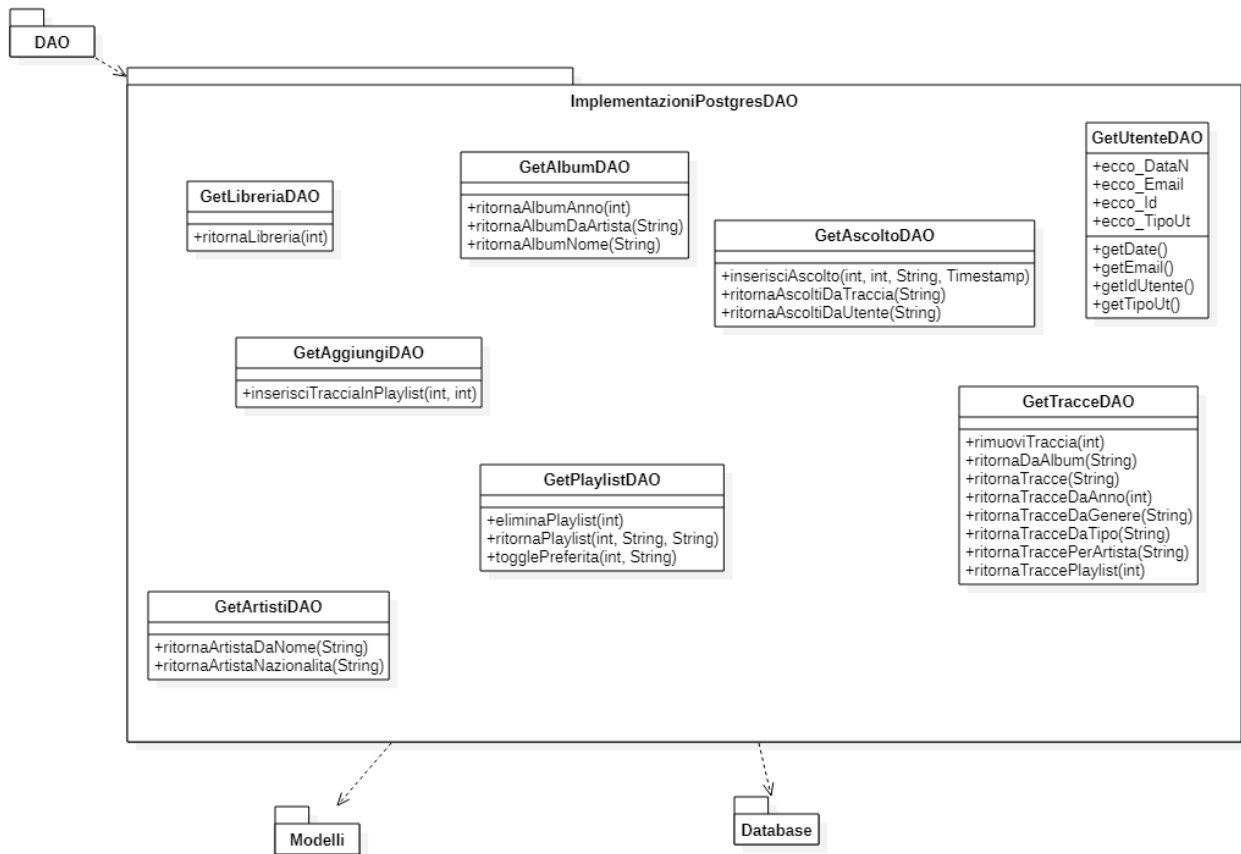 DAO
ImplementazioniPostgresDAO
GetLibreriaDAO
+ritornaLibreria(int)
GetAlbumDAO
+ritornaAlbumAnno(int)
+ritornaAlbumDaArtista(String)
+ritornaAlbumNome(String)
GetAscoltoDAO
+inserisciAscolto(int, int, String, Timestamp)
+ritornaAscoltiDaTraccia(String)
+ritornaAscoltiDaUtente(String)
GetUtenteDAO
+ecco_DataN
+ecco_Email
+ecco_Id
+ecco_TipoUt
+getDate()
+getEmail()
+getIdUtente()
+getTipoUt()
GetAggiungiDAO
+inserisciTracciaInPlaylist(int, int)
GetTracceDAO
+rimuoviTraccia(int)
+ritornaDaAlbum(String)
+ritornaTracce(String)
+ritornaTracceDaAnno(int)
+ritornaTracceDaGenere(String)
+ritornaTracceDaTipo(String)
+ritornaTraccePerArtista(String)
+ritornaTraccePlaylist(int)
GetPlaylistDAO
+eliminaPlaylist(int)
+ritornaPlaylist(int, String, String)
+togglePreferita(int, String)
GetArtistiDAO
+ritornaArtistaDaNome(String)
+ritornaArtistaNazionalita(String)
Modelli
Database